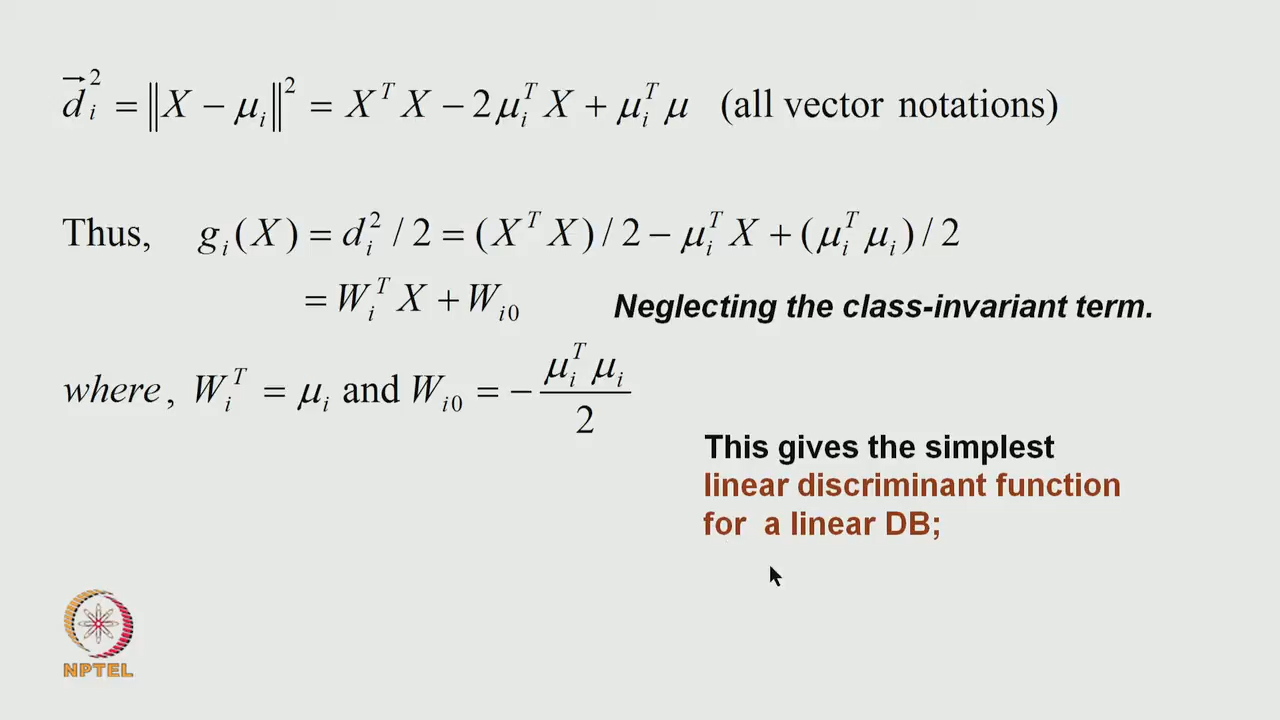 d⃗ᵢ² = ‖X − μᵢ‖² = XᵀX − 2μᵢᵀX + μᵢᵀμ (all vector notations)
Thus, gᵢ(X) = dᵢ² / 2 = (XᵀX) / 2 − μᵢᵀX + (μᵢᵀμᵢ) / 2
= WᵢᵀX + Wᵢ₀ Neglecting the class-invariant term.
where, Wᵢᵀ = μᵢ and Wᵢ₀ = − μᵢᵀμᵢ / 2
This gives the simplest
linear discriminant function
for a linear DB;
NPTEL